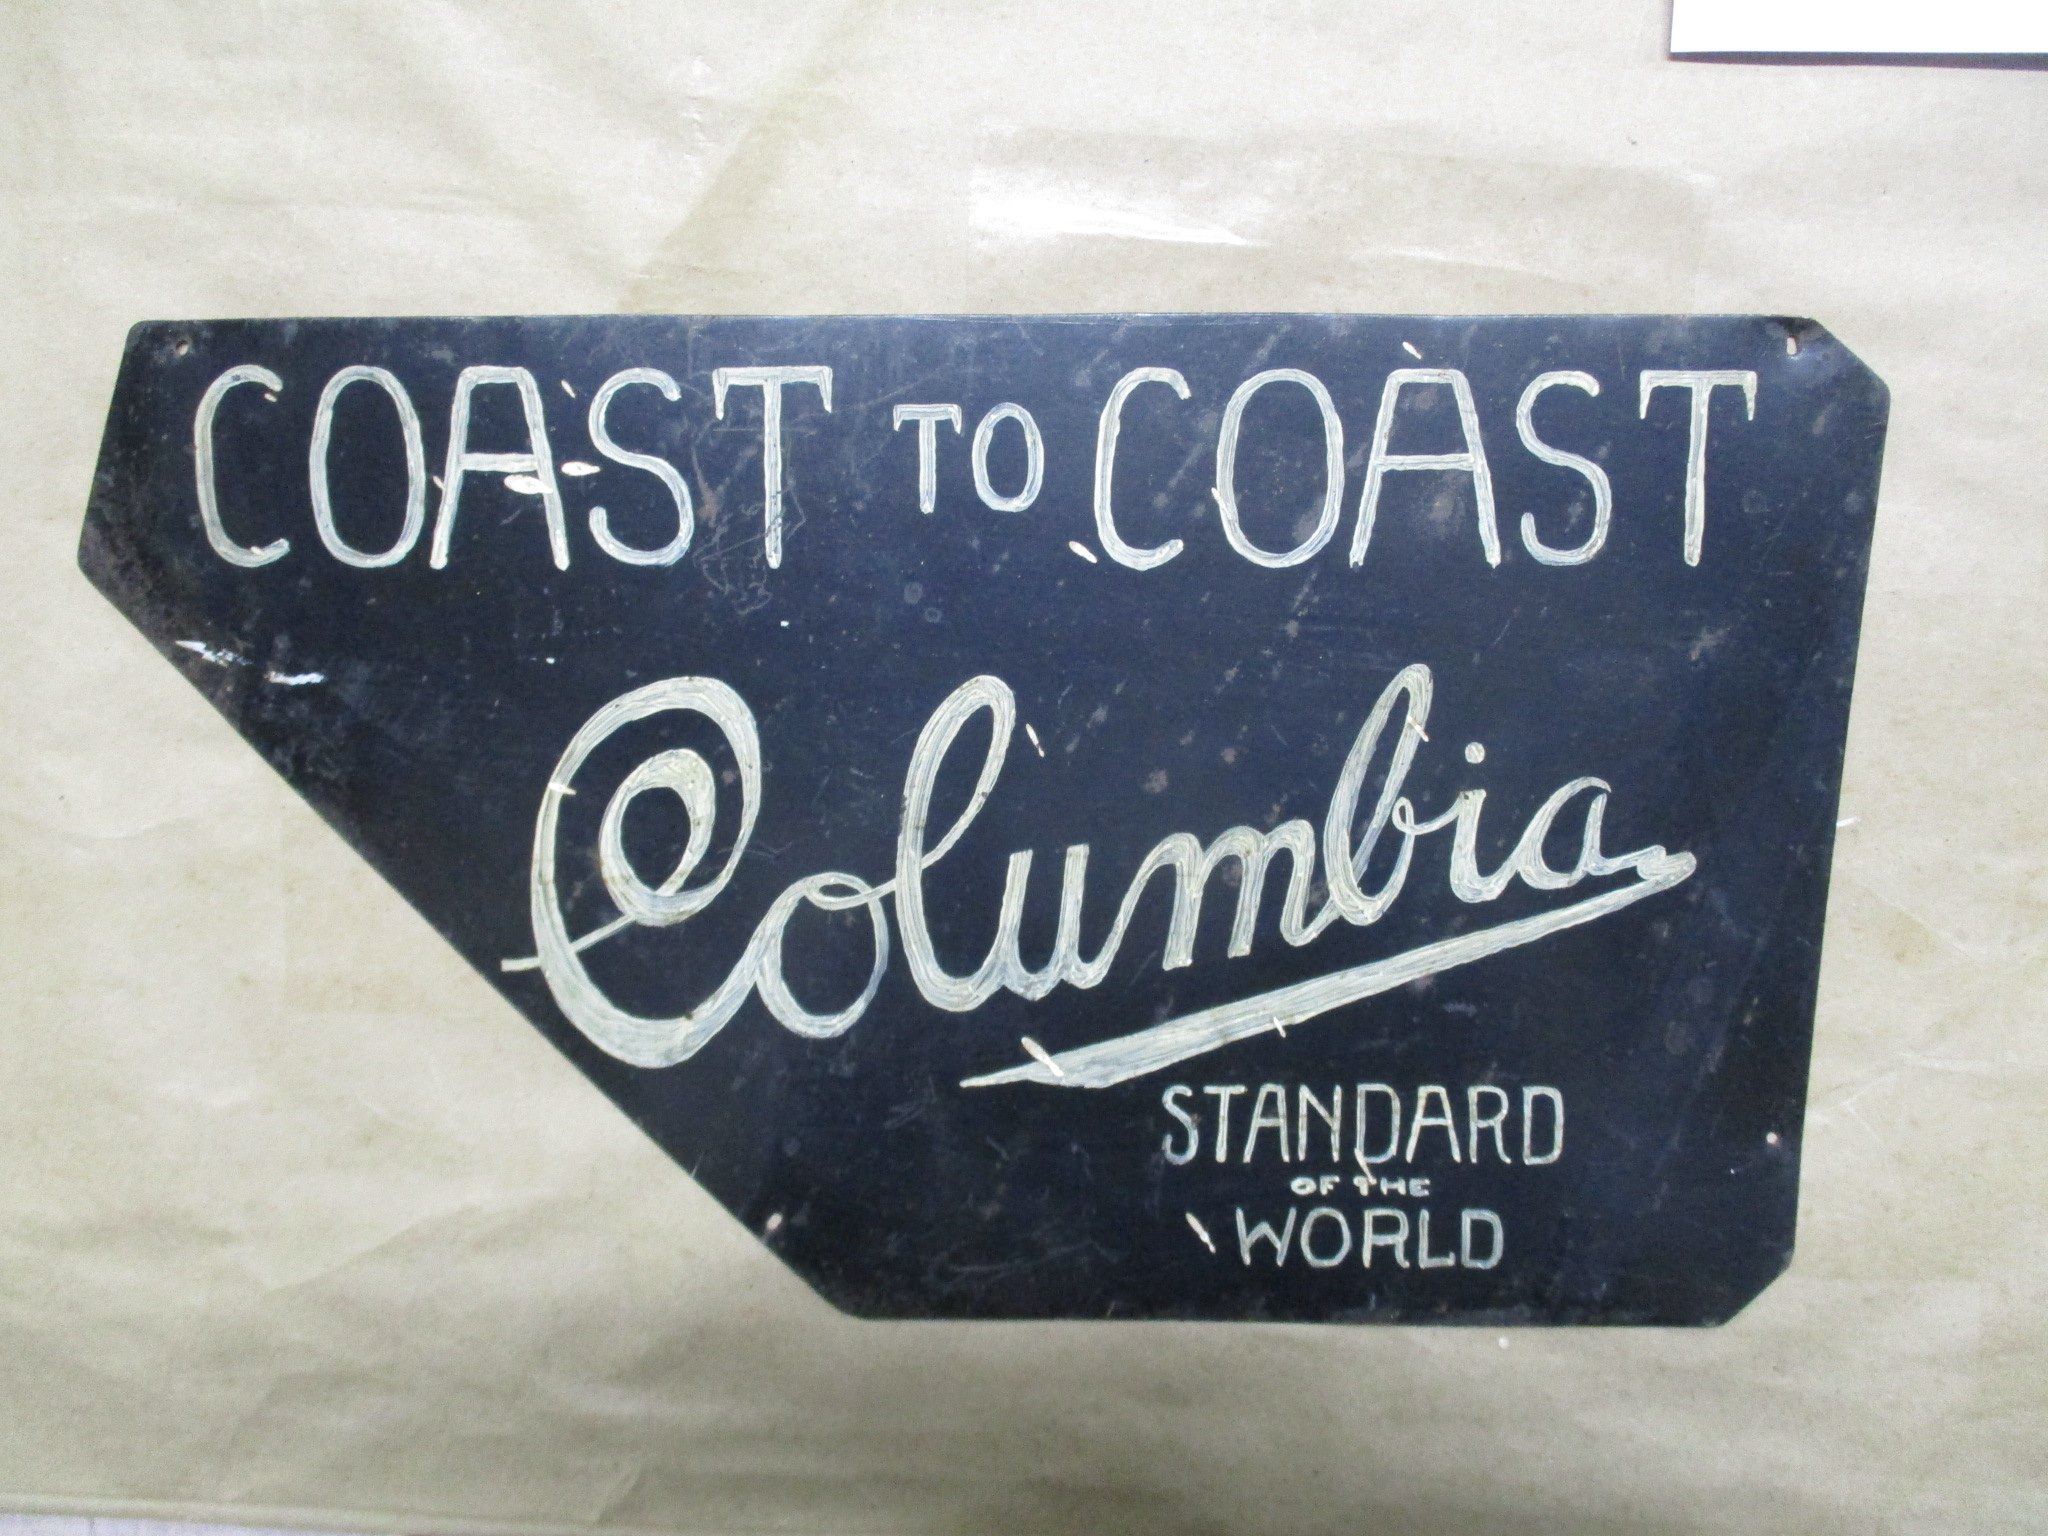 COAST TO COAST
Columbia
STANDARD
OF THE
WORLD